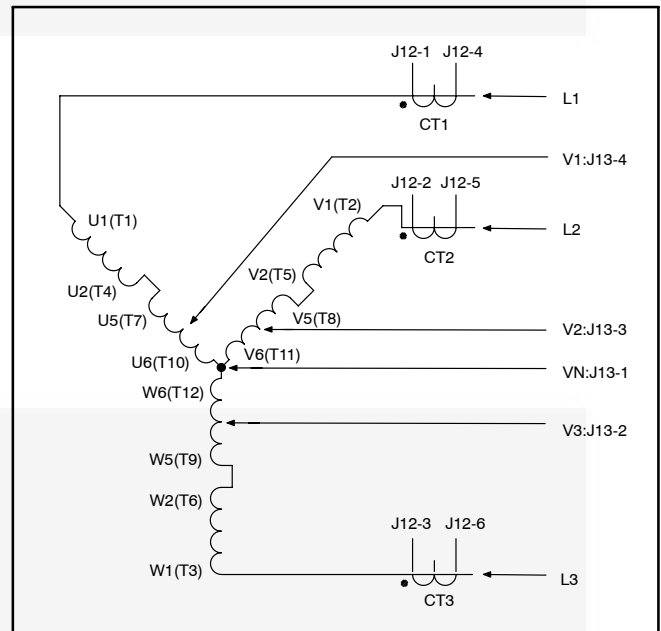 J12-1 J12-4
L1
CT1
V1:J13-4
J12-2 J12-5
V1(T2)
U1(T1)
L2
CT2
V2(T5)
U2(T4)
U5(T7)
V5(T8)
V2:J13-3
V6(T11)
U6(T10)
VN:J13-1
W6(T12)
V3:J13-2
W5(T9)
W2(T6)
J12-3 J12-6
W1(T3)
L3
CT3